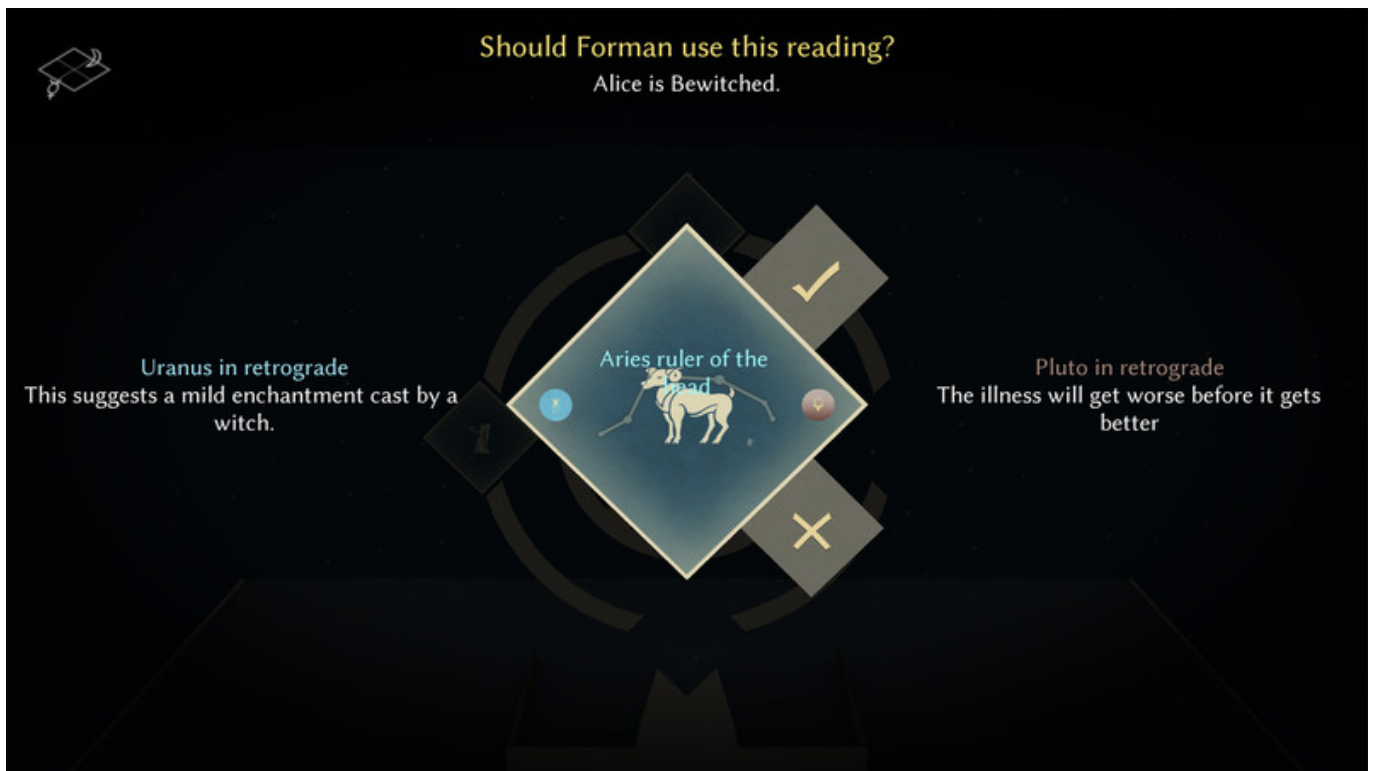 Should Forman use this reading?
Alice is Bewitched.
Aries ruler of the
head
Uranus in retrograde
This suggests a mild enchantment cast by a
witch.
Pluto in retrograde
The illness will get worse before it gets
better